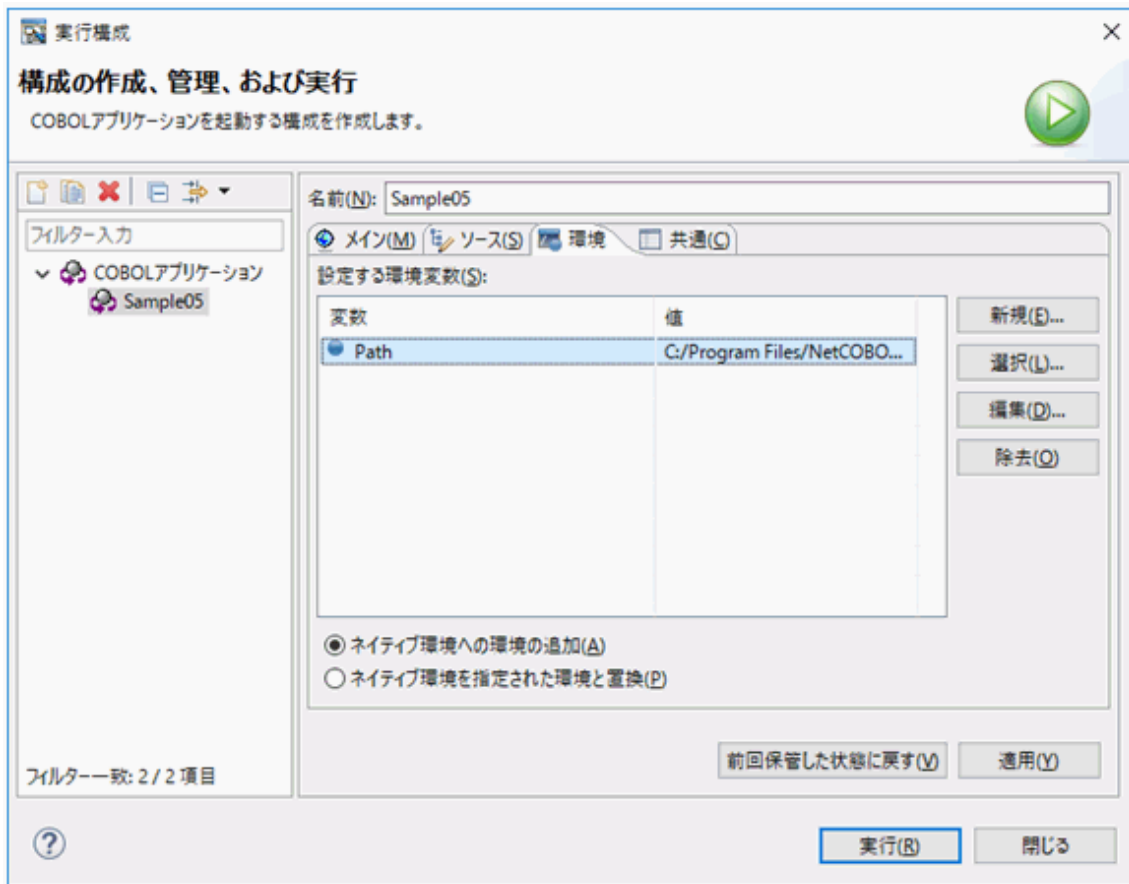 実行構成
構成の作成、管理、および実行
COBOLアプリケーションを起動する構成を作成します。
フィルター入力
COBOLアプリケーション
Sample05
フィルター一致: 2 / 2 項目
名前(N): Sample05
メイン(M) ソース(S) 環境 共通(C)
設定する環境変数(S):
変数 値
Path C:/Program Files/NetCOBO...
新規(E)...
選択(L)...
編集(D)...
除去(O)
ネイティブ環境への環境の追加(A)
ネイティブ環境を指定された環境と置換(P)
前回保管した状態に戻す(V) 適用(Y)
実行(R) 閉じる